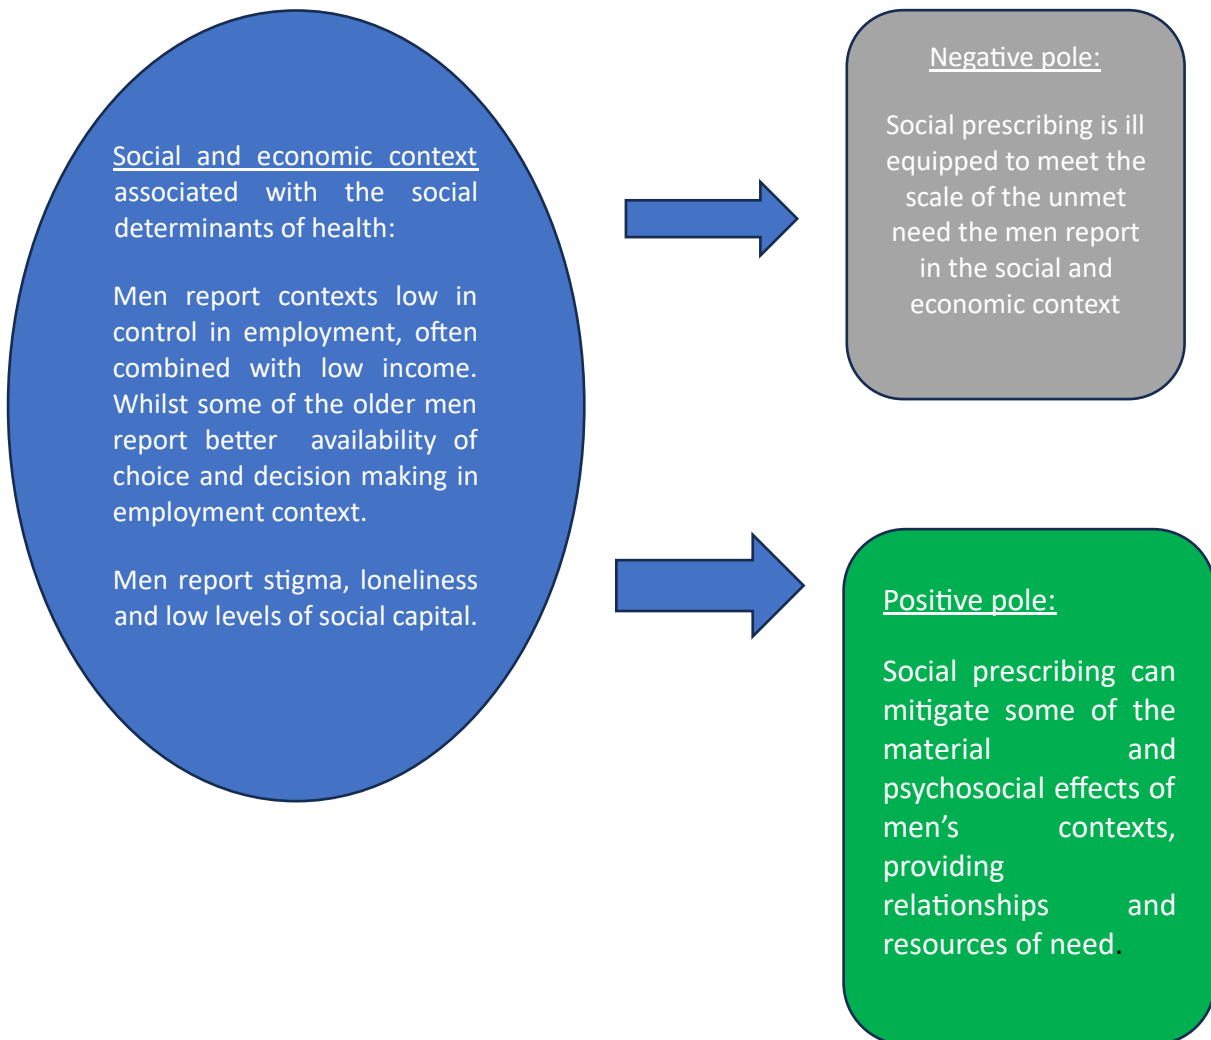 Social and economic context
associated with the social
determinants of health:
Men report contexts low in
control in employment, often
combined with low income.
Whilst some of the older men
report better availability of
choice and decision making in
employment context.
Men report stigma, loneliness
and low levels of social capital.
Negative pole:
Social prescribing is ill
equipped to meet the
scale of the unmet
need the men report
in the social and
economic context
Positive pole:
Social prescribing can
mitigate some of the
material and
psychosocial effects of
men’s contexts,
providing
relationships and
resources of need.